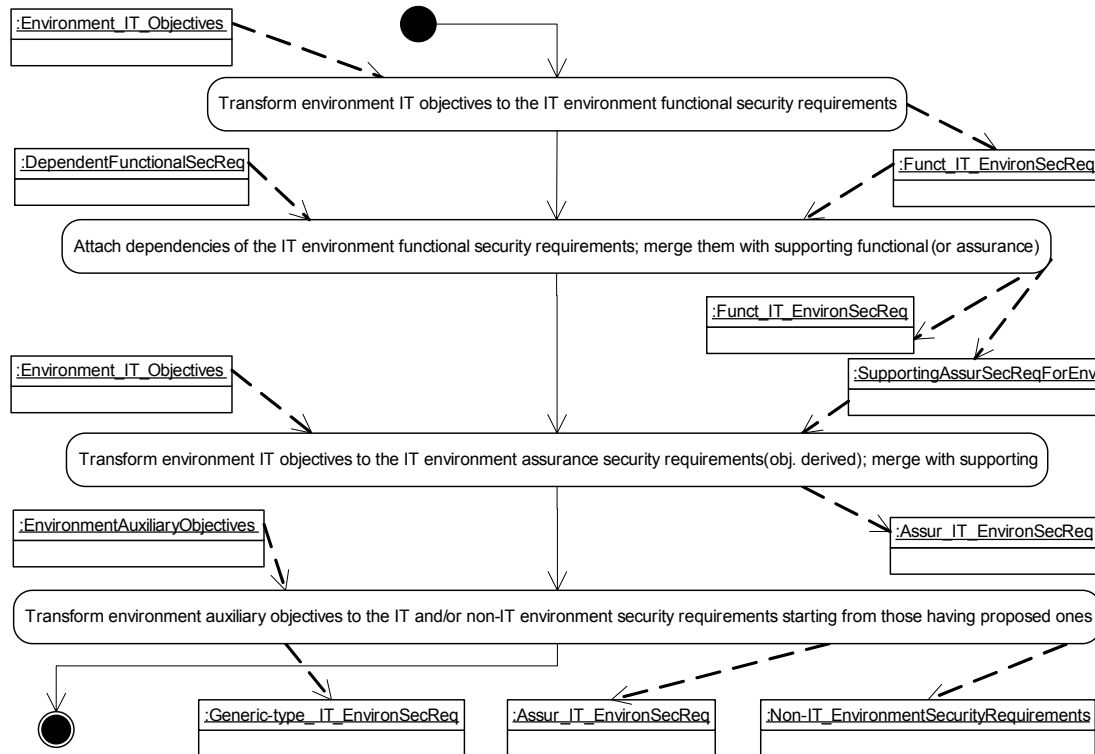 :Environment_IT_Objectives
Transform environment IT objectives to the IT environment functional security requirements
:DependentFunctionalSecReq
:Funct_IT_EnvironSecReq
Attach dependencies of the IT environment functional security requirements; merge them with supporting functional (or assurance)
:Funct_IT_EnvironSecReq
:Environment_IT_Objectives
:SupportingAssurSecReqForEnv
Transform environment IT objectives to the IT environment assurance security requirements(obj. derived); merge with supporting
:EnvironmentAuxiliaryObjectives
:Assur_IT_EnvironSecReq
Transform environment auxiliary objectives to the IT and/or non-IT environment security requirements starting from those having proposed ones
:Generic-type_ IT_EnvironSecReq
:Assur_IT_EnvironSecReq
:Non-IT_EnvironmentSecurityRequirements